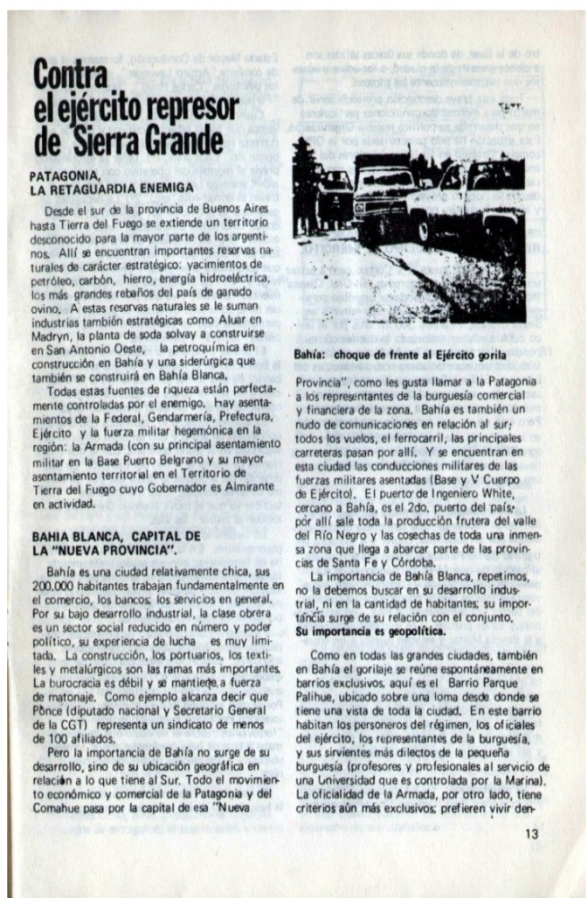 Contra
el ejército represor
de Sierra Grande
PATAGONIA,
LA RETAGUARDIA ENEMIGA
Desde el sur de la provincia de Buenos Aires
hasta Tierra del Fuego se extiende un territorio
desconocido para la mayor parte de los argenti-
nos. Allí se encuentran importantes reservas na-
turales de carácter estratégico: yacimientos de
petróleo, carbón, hierro, energía hidroeléctrica,
los más grandes rebaños del país de ganado
ovino. A estas reservas naturales se le suman
industrias también estratégicas como Aluar en
Madryn, la planta de soda solvay a construirse
en San Antonio Oeste, la petroquímica en
construcción en Bahía y una siderúrgica que
también se construirá en Bahía Blanca.
Todas estas fuentes de riqueza están perfecta-
mente controladas por el enemigo. Hay asenta-
mientos de la Federal, Gendarmería, Prefectura,
Ejército y la fuerza militar hegemónica en la
región: la Armada (con su principal asentamiento
militar en la Base Puerto Belgrano y su mayor
asentamiento territorial en el Territorio de
Tierra del Fuego cuyo Gobernador es Almirante
en actividad.
BAHIA BLANCA, CAPITAL DE
LA "NUEVA PROVINCIA".
Bahía es una ciudad relativamente chica, sus
200.000 habitantes trabajan fundamentalmente en
el comercio, los bancos, los servicios en general.
Por su bajo desarrollo industrial, la clase obrera
es un sector social reducido en número y poder
político, su experiencia de lucha es muy limi-
tada. La construcción, los portuarios, los texti-
les y metalúrgicos son las ramas más importantes.
La burocracia es débil y se mantiene a fuerza
de matonaje. Como ejemplo alcanza decir que
Pónce (diputado nacional y Secretario General
de la CGT) representa un sindicato de menos
de 100 afiliados.
Pero la importancia de Bahía no surge de su
desarrollo, sino de su ubicación geográfica en
relación a lo que tiene al Sur. Todo el movimien-
to económico y comercial de la Patagonia y del
Comahue pasa por la capital de esa "Nueva
Bahía: choque de frente al Ejército gorila
Provincia", como les gusta llamar a la Patagonia
a los representantes de la burguesía comercial
y financiera de la zona. Bahía es también un
nudo de comunicaciones en relación al sur;
todos los vuelos, el ferrocarril, las principales
carreteras pasan por allí. Y se encuentran en
esta ciudad las conducciones militares de las
fuerzas militares asentadas (Base y V Cuerpo
de Ejército). El puerto de Ingeniero White,
cercano a Bahía, es el 2do. puerto del país;
por allí sale toda la producción frutera del valle
del Río Negro y las cosechas de toda una inmen-
sa zona que llega a abarcar parte de las provin-
cias de Santa Fe y Córdoba.
La importancia de Bahía Blanca, repetimos,
no la debemos buscar en su desarrollo indus-
trial, ni en la cantidad de habitantes; su impor-
tancia surge de su relación con el conjunto.
Su importancia es geopolítica.
Como en todas las grandes ciudades, también
en Bahía el gorilaje se reúne espontáneamente en
barrios exclusivos, aquí es el Barrio Parque
Palihue, ubicado sobre una loma desde donde se
tiene una vista de toda la ciudad. En este barrio
habitan los personeros del régimen, los oficiales
del ejército, los representantes de la burguesía,
y sus sirvientes más dilectos de la pequeña
burguesía (profesores y profesionales al servicio de
una Universidad que es controlada por la Marina).
La oficialidad de la Armada, por otro lado, tiene
criterios aún más exclusivos; prefieren vivir den-
13